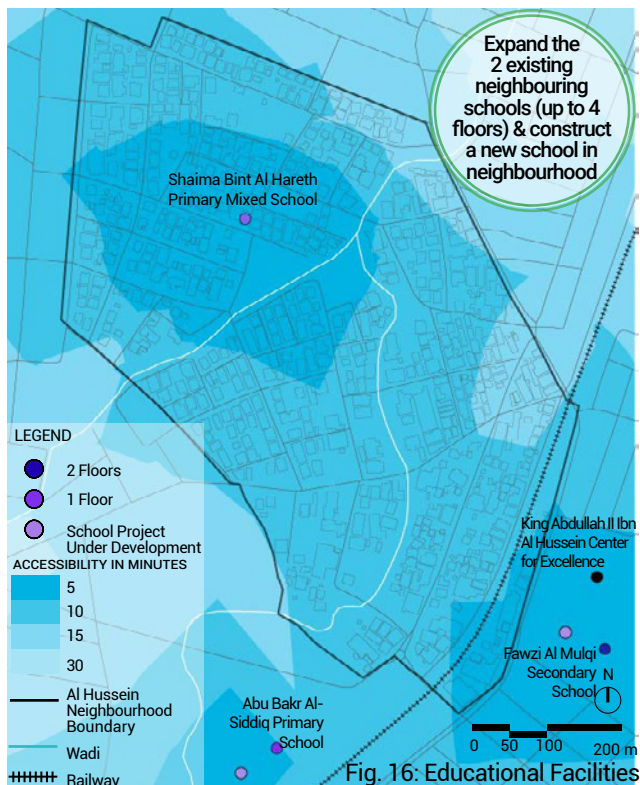 Expand the
2 existing
neighbouring
schools (up to 4
floors) & construct
a new school in
neighbourhood
Shaima Bint Al Hareth
Primary Mixed School
LEGEND
2 Floors
1 Floor
School Project
Under Development
ACCESSIBILITY IN MINUTES
5
10
15
30
Al Hussein
Neighbourhood
Boundary
Wadi
Railway
King Abdullah II Ibn
Al Hussein Center
for Excellence
Fawzi Al Mulqi
Secondary
School
Abu Bakr Al-
Siddiq Primary
School
N
0 50 100 200 m
Fig. 16: Educational Facilities